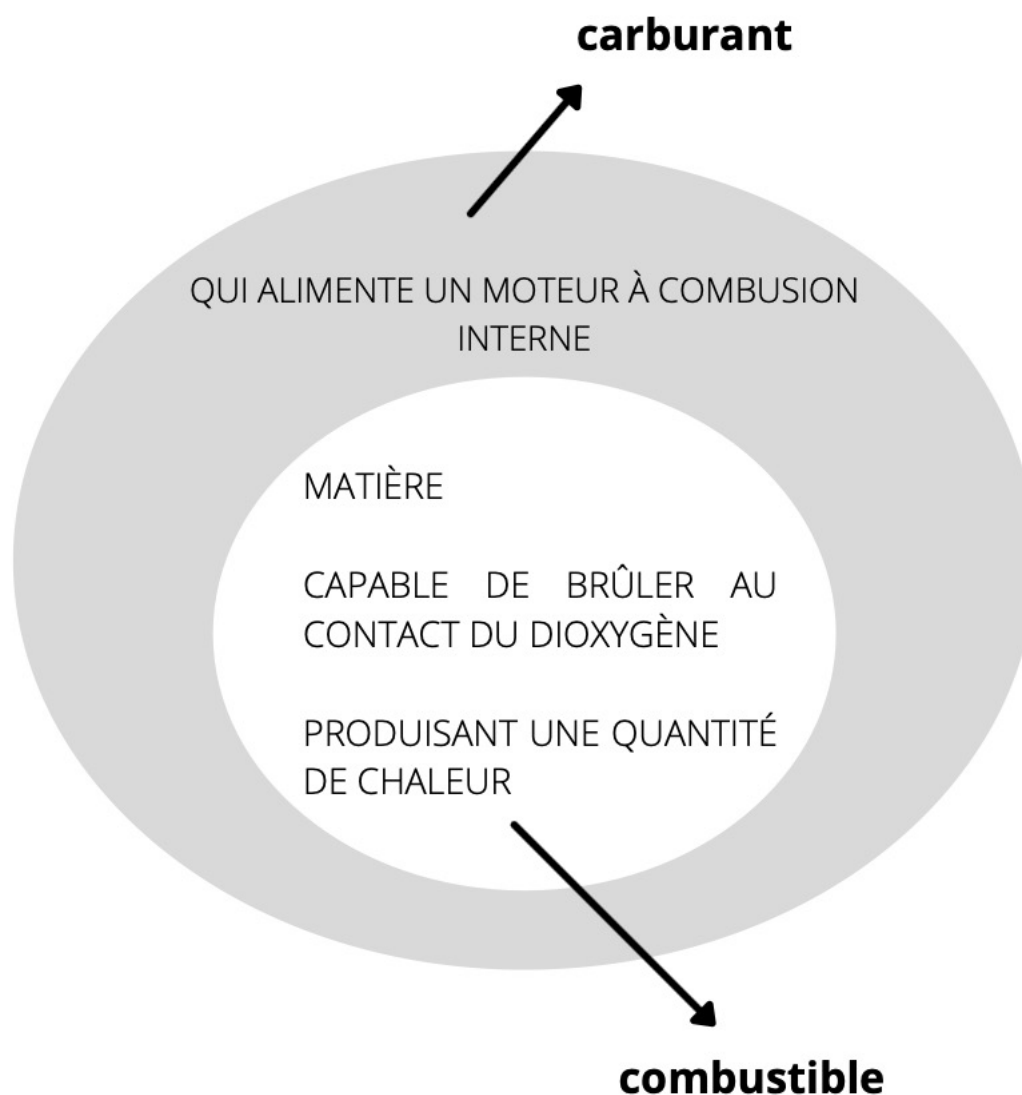 carburant
QUI ALIMENTE UN MOTEUR À COMBUSION
INTERNE
MATIÈRE
CAPABLE DE BRÛLER AU
CONTACT DU DIOXYGÈNE
PRODUISANT UNE QUANTITÉ
DE CHALEUR
combustible